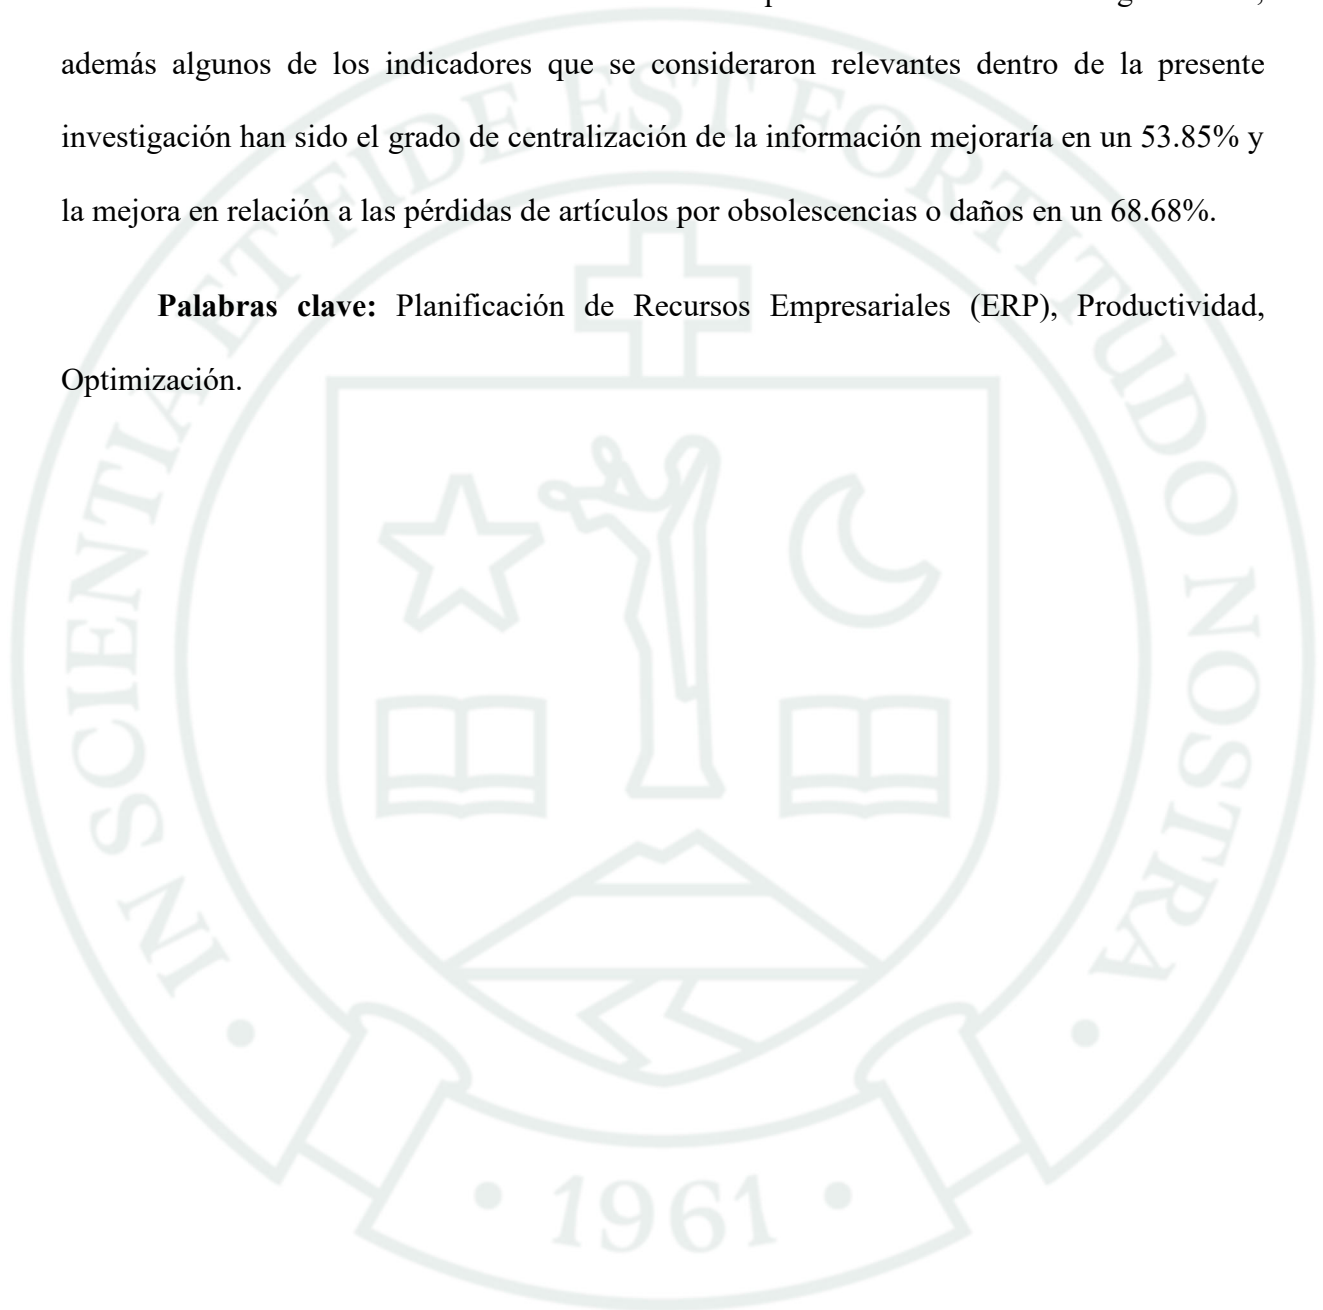 además algunos de los indicadores que se consideraron relevantes dentro de la presente
investigación han sido el grado de centralización de la información mejoraría en un 53.85% y
la mejora en relación a las pérdidas de artículos por obsolescencias o daños en un 68.68%.
Palabras clave: Planificación de Recursos Empresariales (ERP), Productividad,
Optimización.
IN SCIENTIA ET FIDE EST FORTITUDO NOSTRA
• 1961 •